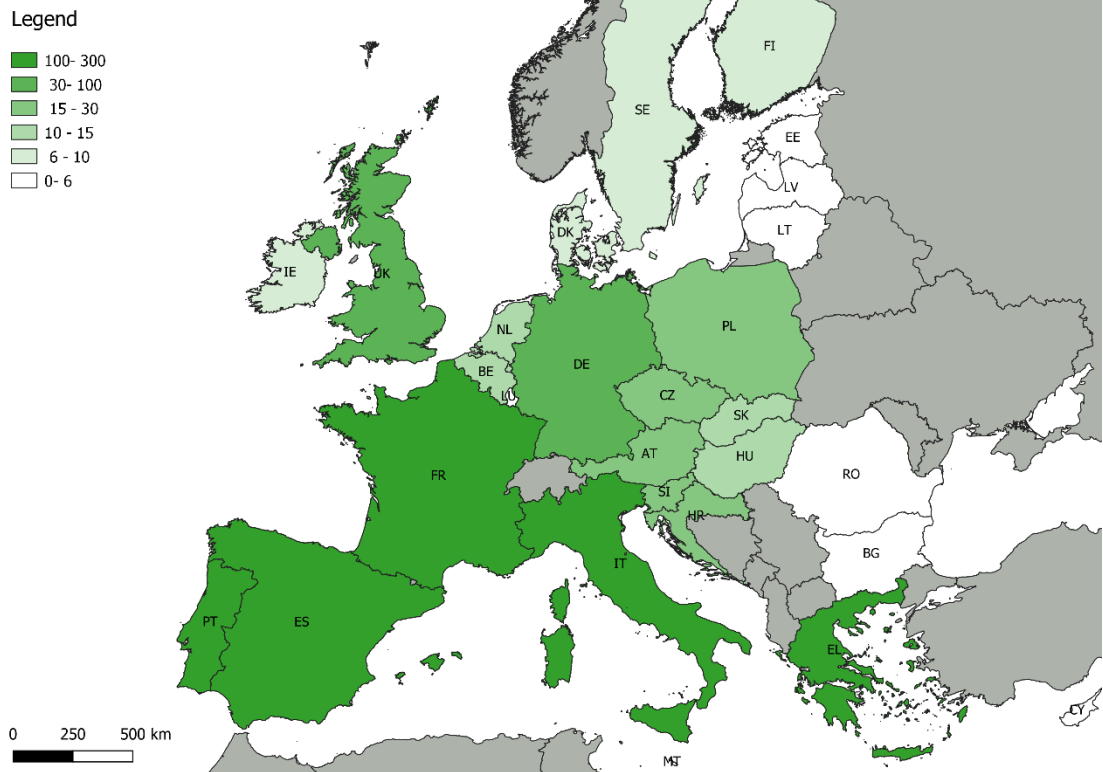 Legend
100- 300
30- 100
15 - 30
10 - 15
6 - 10
0- 6
FI
SE
EE
LV
LT
DK
IE
UK
NL
PL
DE
BE
LU
CZ
SK
AT
HU
FR
RO
SI
HR
BG
IT
PT
ES
EL
CY
MT
0 250 500 km